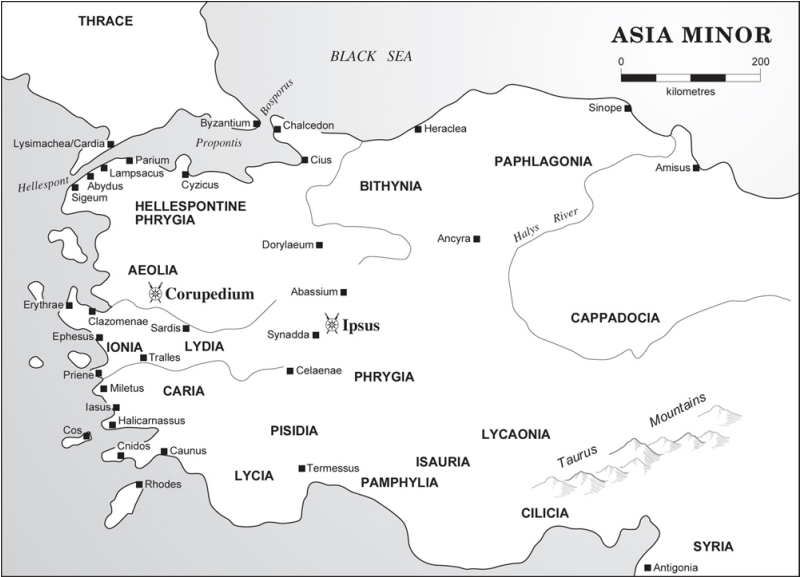 THRACE
BLACK SEA
ASIA MINOR
0
200
kilometres
Bosporus
Byzantium
Chalcedon
Heraclea
Sinope
Lysimachea/Cardia
Propontis
Parium
Cius
PAPHLAGONIA
Amisus
Lampsacus
Hellespont
Abydus
Cyzicus
BITHYNIA
Sigeum
HELLESPONTINE
PHRYGIA
Halys River
Dorylaeum
Ancyra
AEOLIA
Corupedium
Abassium
Erythrae
Clazomenae
CAPPADOCIA
Sardis
Ipsus
Synadda
Ephesus
IONIA
LYDIA
Tralles
Priene
Celaenae
PHRYGIA
Miletus
CARIA
Iasus
Mountains
Halicarnassus
Cos
PISIDIA
LYCAONIA
Cnidos
Caunus
Taurus
ISAURIA
Termessus
LYCIA
PAMPHYLIA
Rhodes
CILICIA
SYRIA
Antigonia